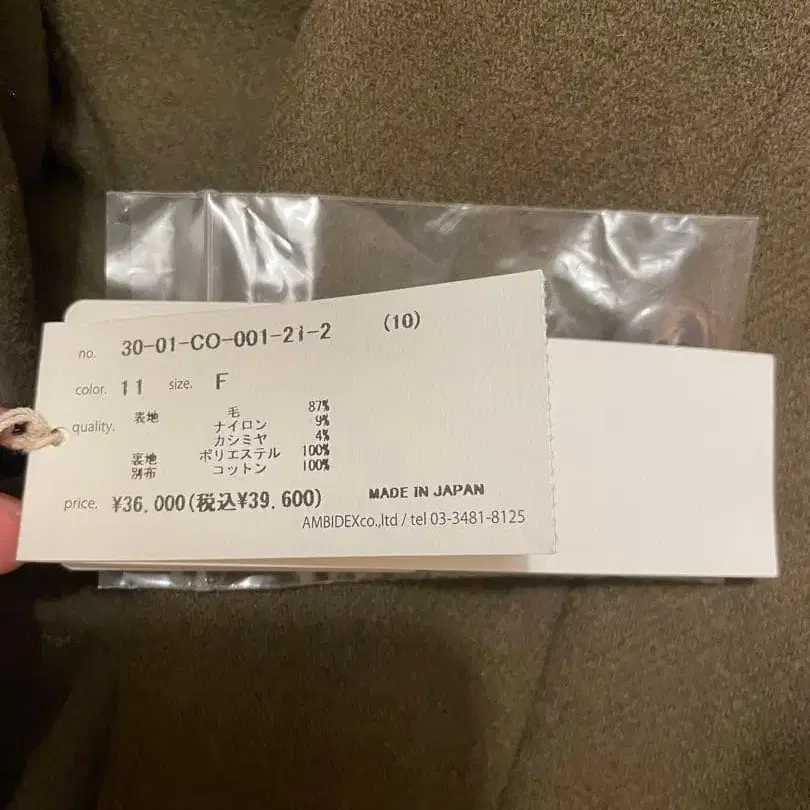 no. 30-01-CO-001-2i-2 (10)
color. 11 size. F
quality. 表地 毛 87%
ナイロン 9%
カシミヤ 4%
裏地 ポリエステル 100%
別布 コットン 100%
price. ¥36,000(税込¥39,600) MADE IN JAPAN
AMBIDEXco.,ltd / tel 03-3481-8125